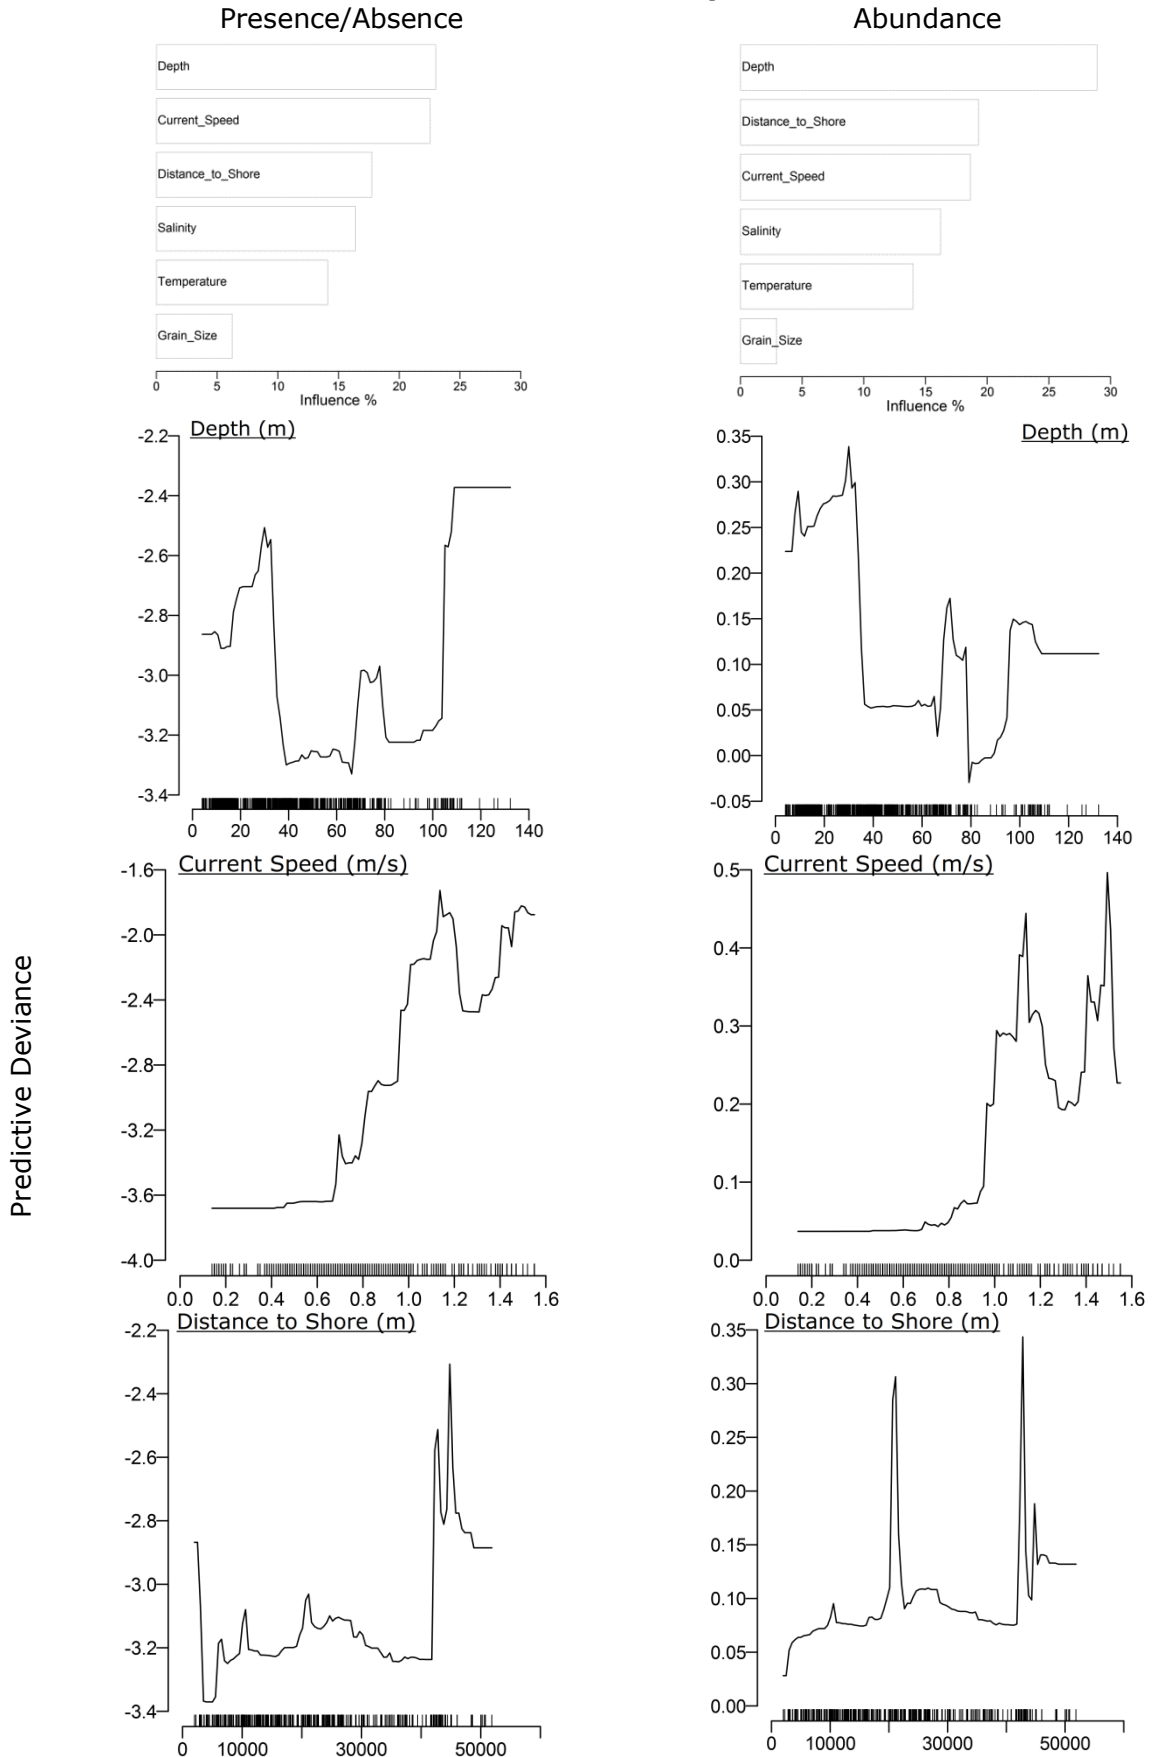 Presence/Absence
Depth
Current_Speed
Distance_to_Shore
Salinity
Temperature
Grain_Size
0 5 10 15 20 25 30
Influence %
Abundance
Depth
Distance_to_Shore
Current_Speed
Salinity
Temperature
Grain_Size
0 5 10 15 20 25 30
Influence %
Predictive Deviance
Depth (m)
-2.2
-2.4
-2.6
-2.8
-3.0
-3.2
-3.4
0 20 40 60 80 100 120 140
Depth (m)
0.35
0.30
0.25
0.20
0.15
0.10
0.05
0.00
-0.05
0 20 40 60 80 100 120 140
Current Speed (m/s)
-1.6
-2.0
-2.4
-2.8
-3.2
-3.6
-4.0
0.0 0.2 0.4 0.6 0.8 1.0 1.2 1.4 1.6
Current Speed (m/s)
0.5
0.4
0.3
0.2
0.1
0.0
0.0 0.2 0.4 0.6 0.8 1.0 1.2 1.4 1.6
Distance to Shore (m)
-2.2
-2.4
-2.6
-2.8
-3.0
-3.2
-3.4
0 10000 30000 50000
Distance to Shore (m)
0.35
0.30
0.25
0.20
0.15
0.10
0.05
0.00
0 10000 30000 50000